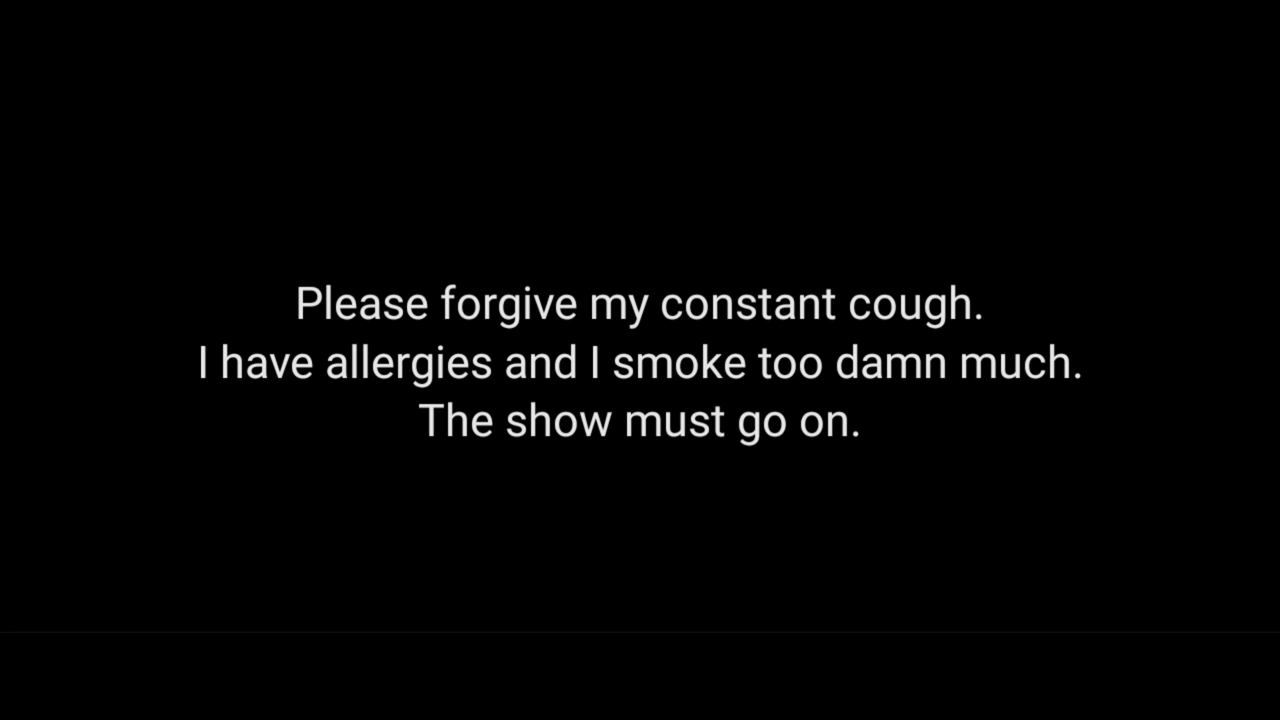 Please forgive my constant cough.
I have allergies and I smoke too damn much.
The show must go on.